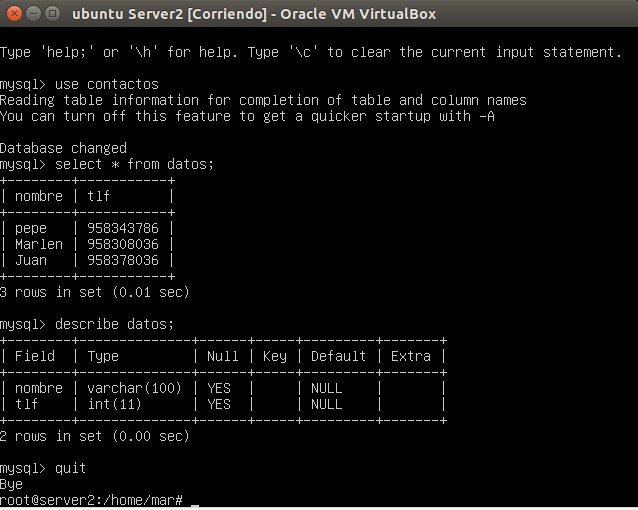 ubuntu Server2 [Corriendo] - Oracle VM VirtualBox
Type 'help;' or '\h' for help. Type '\c' to clear the current input statement.
mysql> use contactos
Reading table information for completion of table and column names
You can turn off this feature to get a quicker startup with -A
Database changed
mysql> select * from datos;
+--------+-----------+
| nombre | tlf       |
+--------+-----------+
| pepe   | 958343786 |
| Marlen | 958308036 |
| Juan   | 958378036 |
+--------+-----------+
3 rows in set (0.01 sec)
mysql> describe datos;
+--------+--------------+------+-----+---------+-------+
| Field  | Type         | Null | Key | Default | Extra |
+--------+--------------+------+-----+---------+-------+
| nombre | varchar(100) | YES  |     | NULL    |       |
| tlf    | int(11)      | YES  |     | NULL    |       |
+--------+--------------+------+-----+---------+-------+
2 rows in set (0.00 sec)
mysql> quit
Bye
root@server2:/home/mar# _